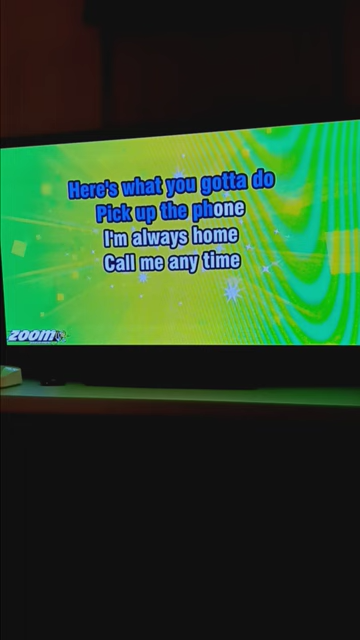 Here's what you gotta do
Pick up the phone
I'm always home
Call me any time
zoom